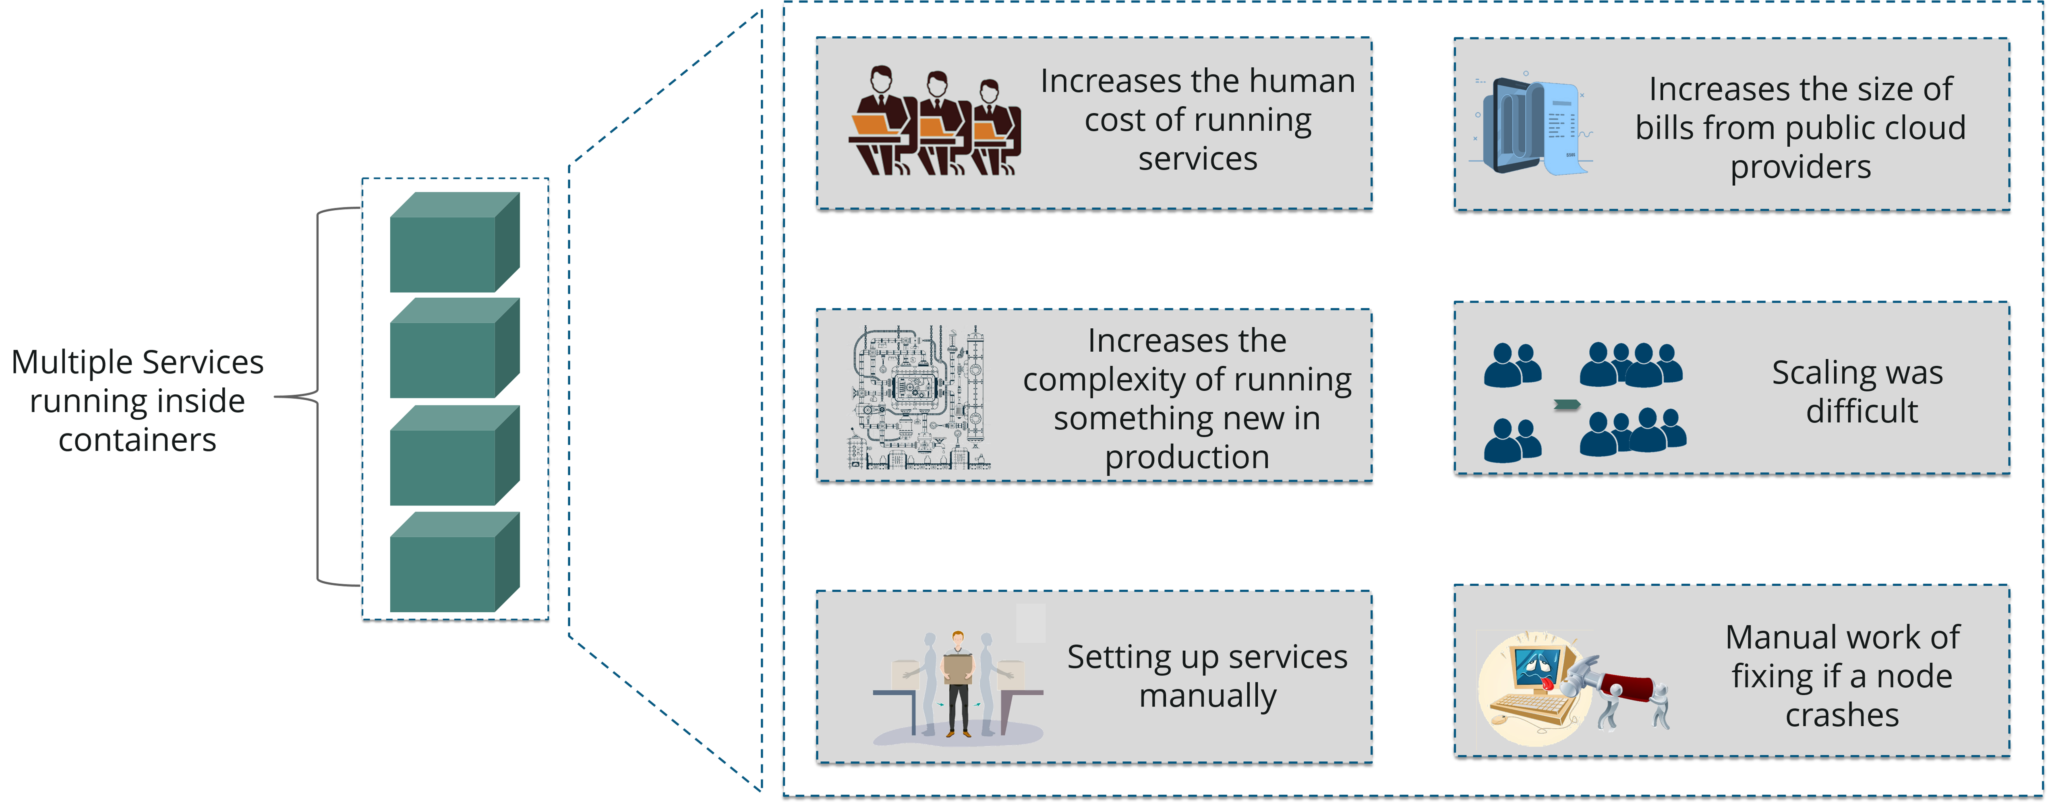 Multiple Services
running inside
containers
Increases the human
cost of running
services
Increases the size of
bills from public cloud
providers
Increases the
complexity of running
something new in
production
Scaling was
difficult
Setting up services
manually
Manual work of
fixing if a node
crashes